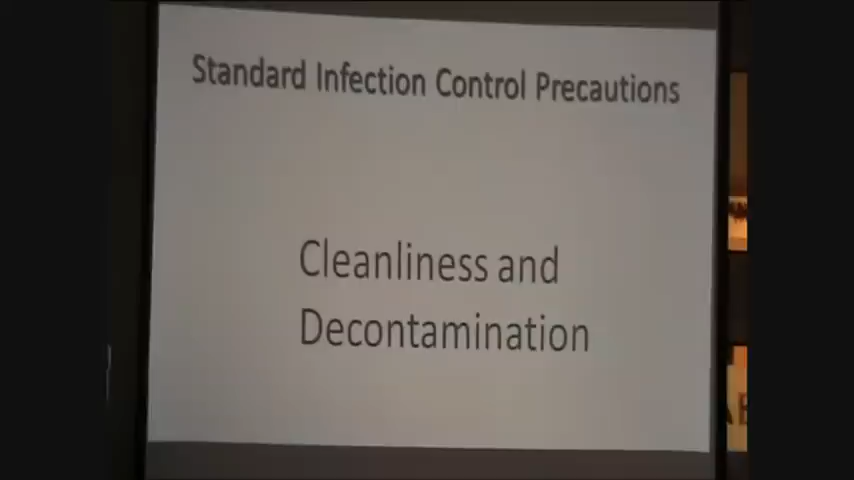 Standard Infection Control Precautions
Cleanliness and
Decontamination